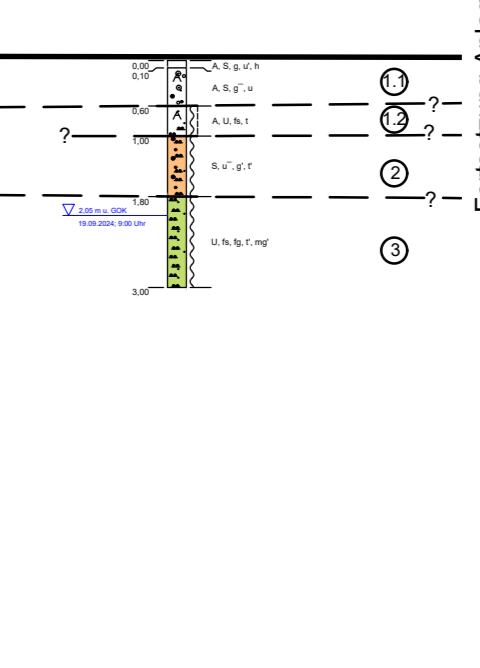 0,00
A, S, g, u', h
0,10
A
A, S, g¯, u
1.1
?
0,60
A
A, U, fs, t
1.2
?
?
1,00
S, u¯, g', t'
2
1,80
?
2,05 m u. GOK
19.09.2024; 9:00 Uhr
U, fs, fg, t', mg'
3
3,00